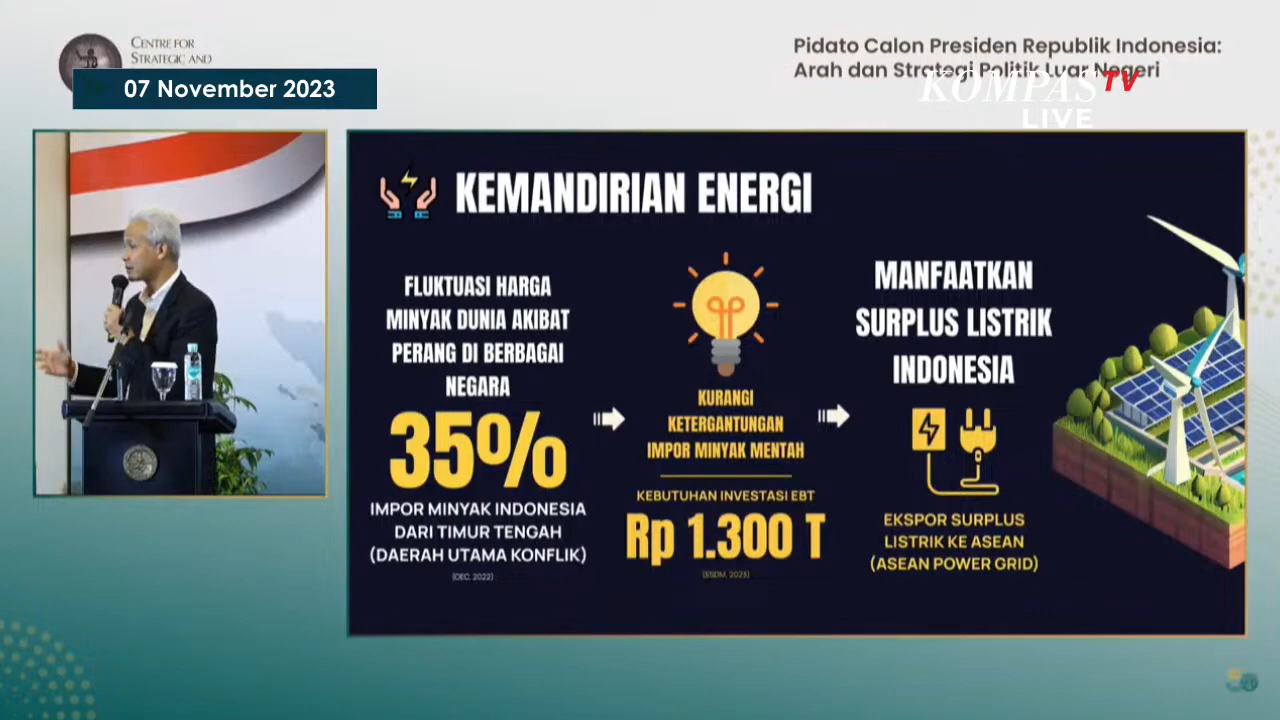 CENTRE FOR
STRATEGIC AND
07 November 2023
Pidato Calon Presiden Republik Indonesia:
Arah dan Strategi Politik Luar Negeri
KOMPAS TV
LIVE
KEMANDIRIAN ENERGI
FLUKTUASI HARGA
MINYAK DUNIA AKIBAT
PERANG DI BERBAGAI
NEGARA
35%
IMPOR MINYAK INDONESIA
DARI TIMUR TENGAH
(DAERAH UTAMA KONFLIK)
(DEC, 2022)
KURANGI
KETERGANTUNGAN
IMPOR MINYAK MENTAH
KEBUTUHAN INVESTASI EBT
Rp 1.300 T
(ESDM, 2023)
MANFAATKAN
SURPLUS LISTRIK
INDONESIA
EKSPOR SURPLUS
LISTRIK KE ASEAN
(ASEAN POWER GRID)